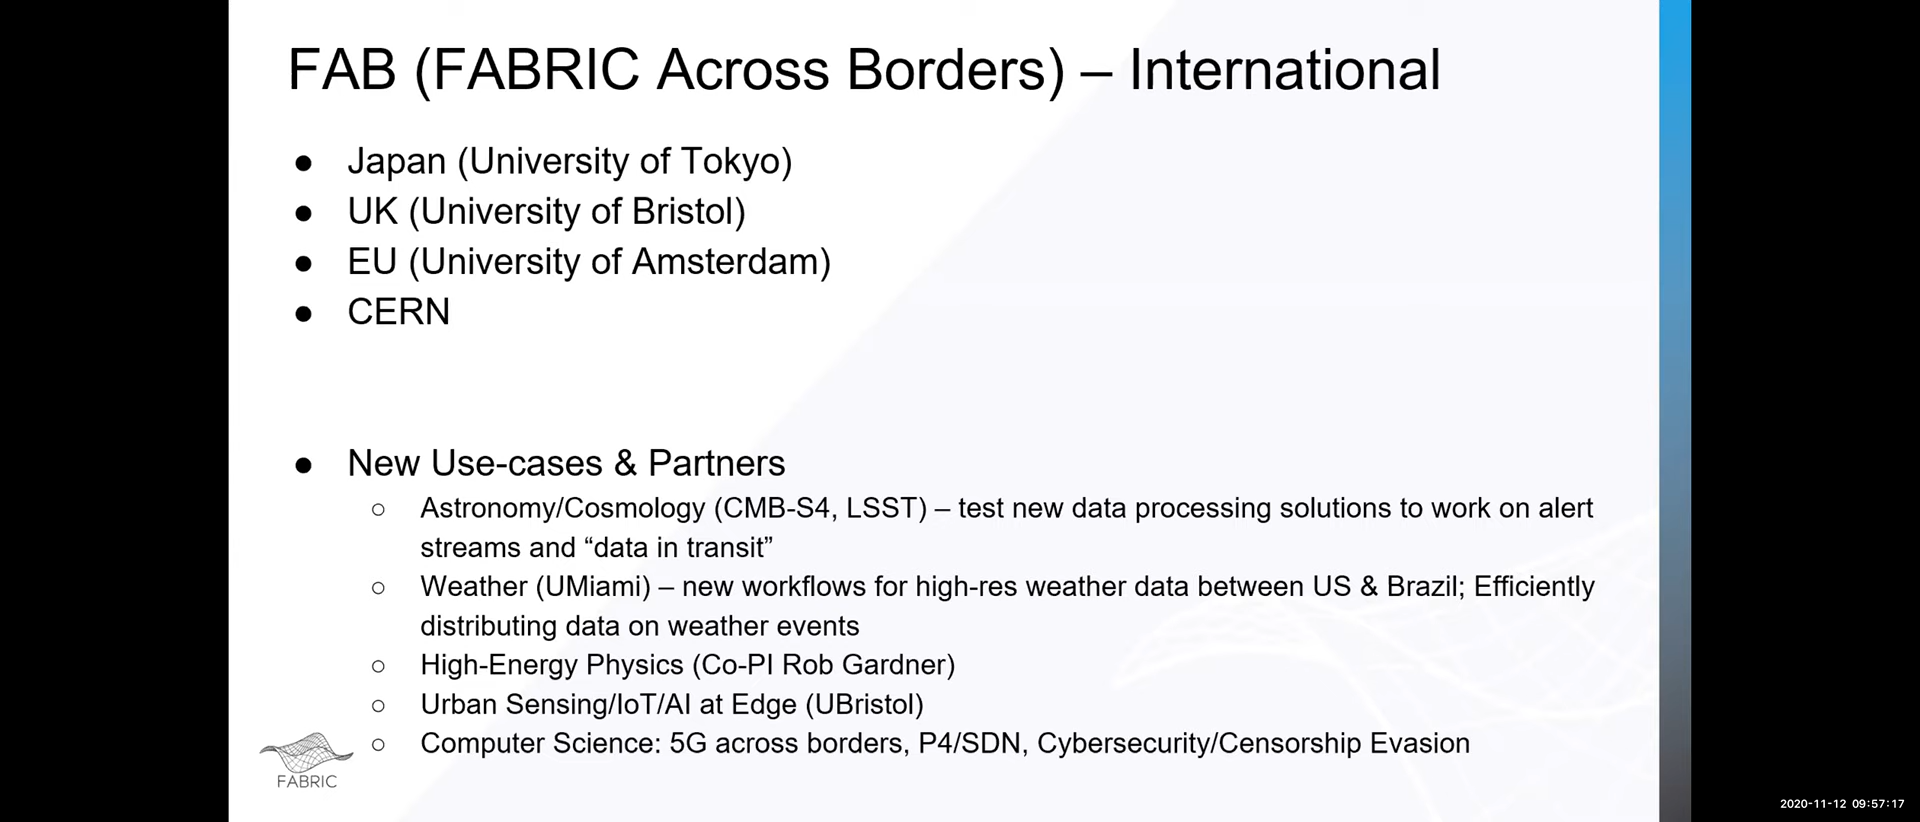 FAB (FABRIC Across Borders) – International
● Japan (University of Tokyo)
● UK (University of Bristol)
● EU (University of Amsterdam)
● CERN
● New Use-cases & Partners
○ Astronomy/Cosmology (CMB-S4, LSST) – test new data processing solutions to work on alert
streams and “data in transit”
○ Weather (UMiami) – new workflows for high-res weather data between US & Brazil; Efficiently
distributing data on weather events
○ High-Energy Physics (Co-PI Rob Gardner)
○ Urban Sensing/IoT/AI at Edge (UBristol)
○ Computer Science: 5G across borders, P4/SDN, Cybersecurity/Censorship Evasion
FABRIC
2020-11-12 09:57:17